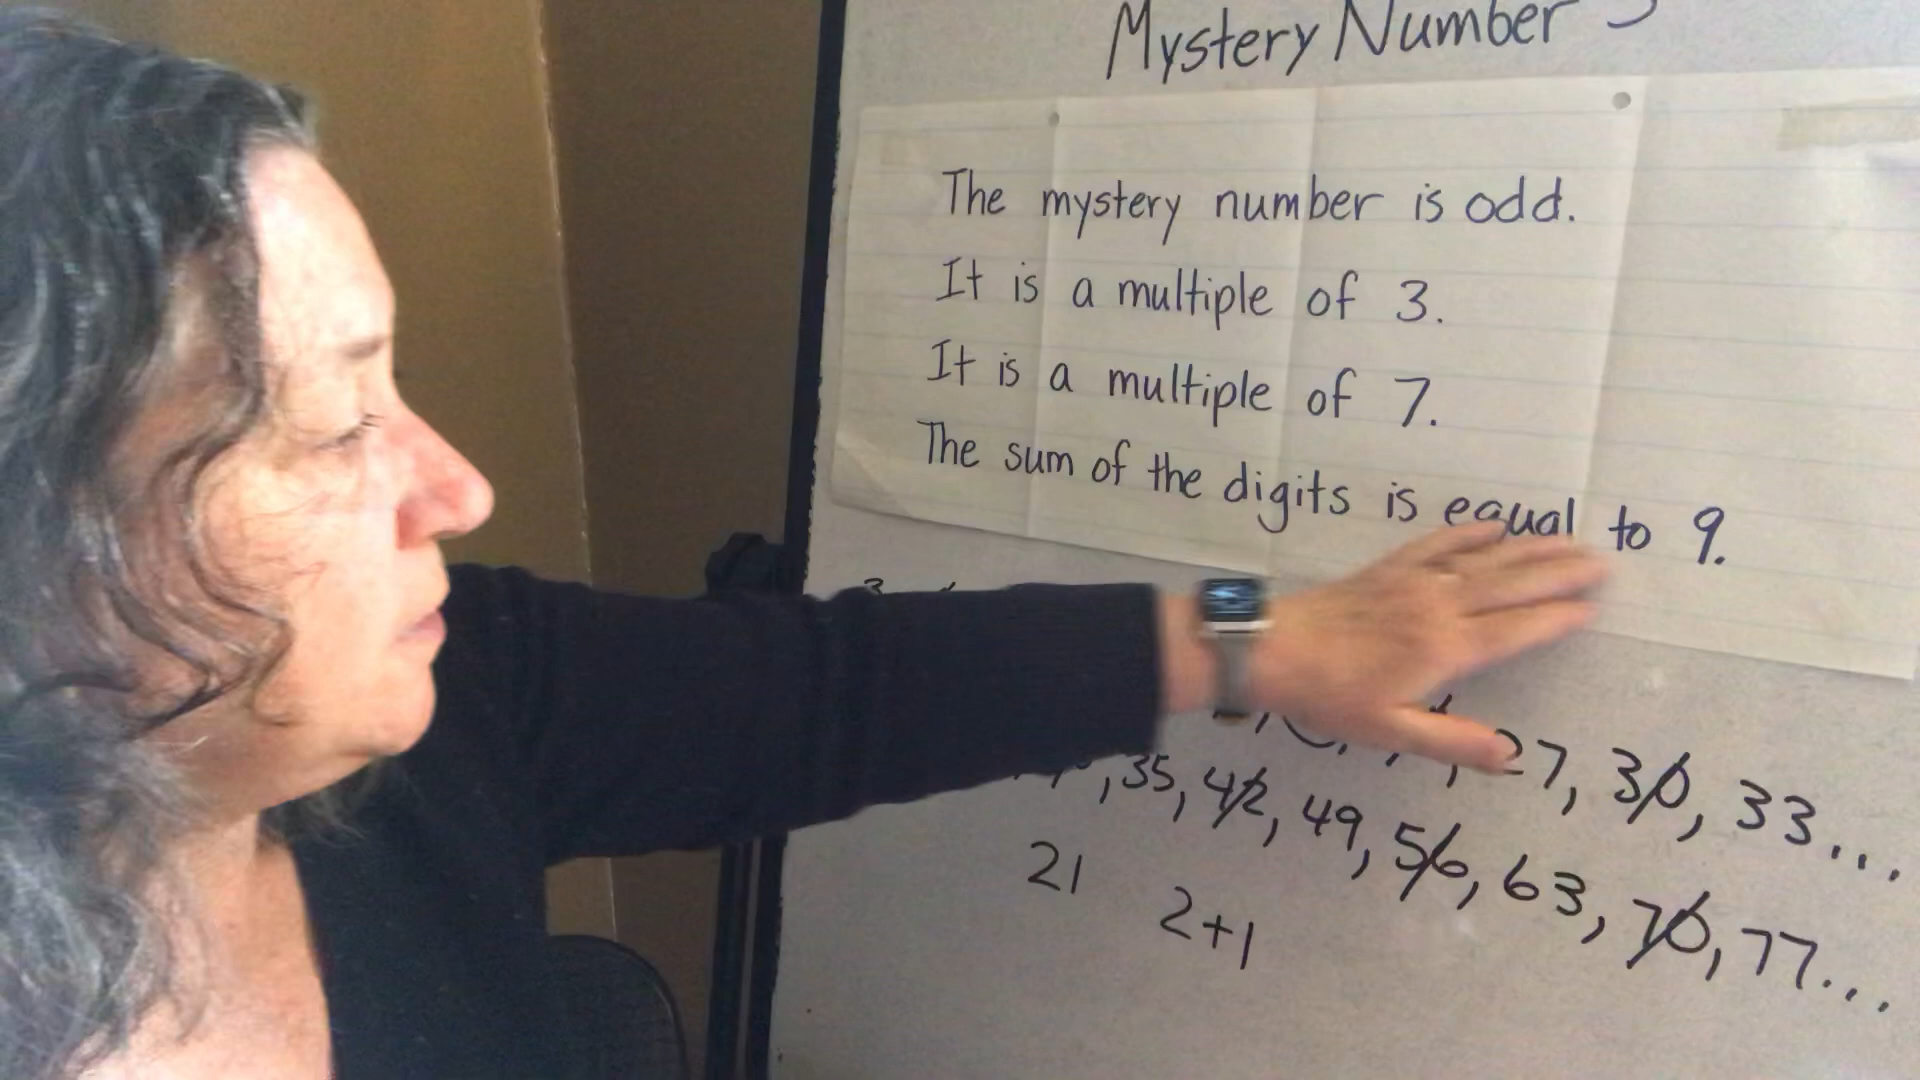 Mystery Number
The mystery number is odd.
It is a multiple of 3.
It is a multiple of 7.
The sum of the digits is equal to 9.
27, 30, 33...
, 35, 42, 49, 56, 63, 70, 77...
21
2+1